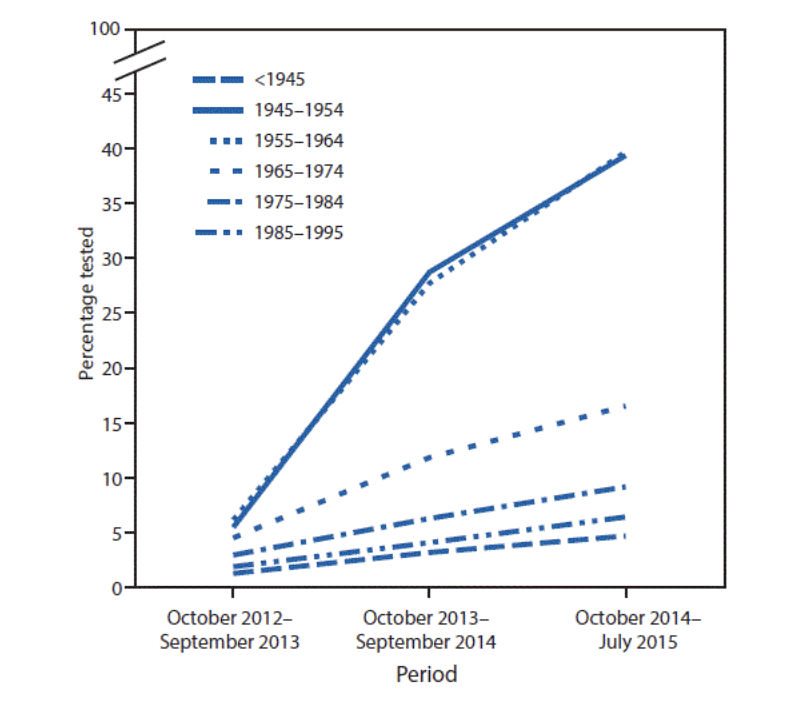 100
45
40
35
30
25
20
15
10
5
0
Percentage tested
<1945
1945–1954
1955–1964
1965–1974
1975–1984
1985–1995
October 2012–
September 2013
October 2013–
September 2014
October 2014–
July 2015
Period